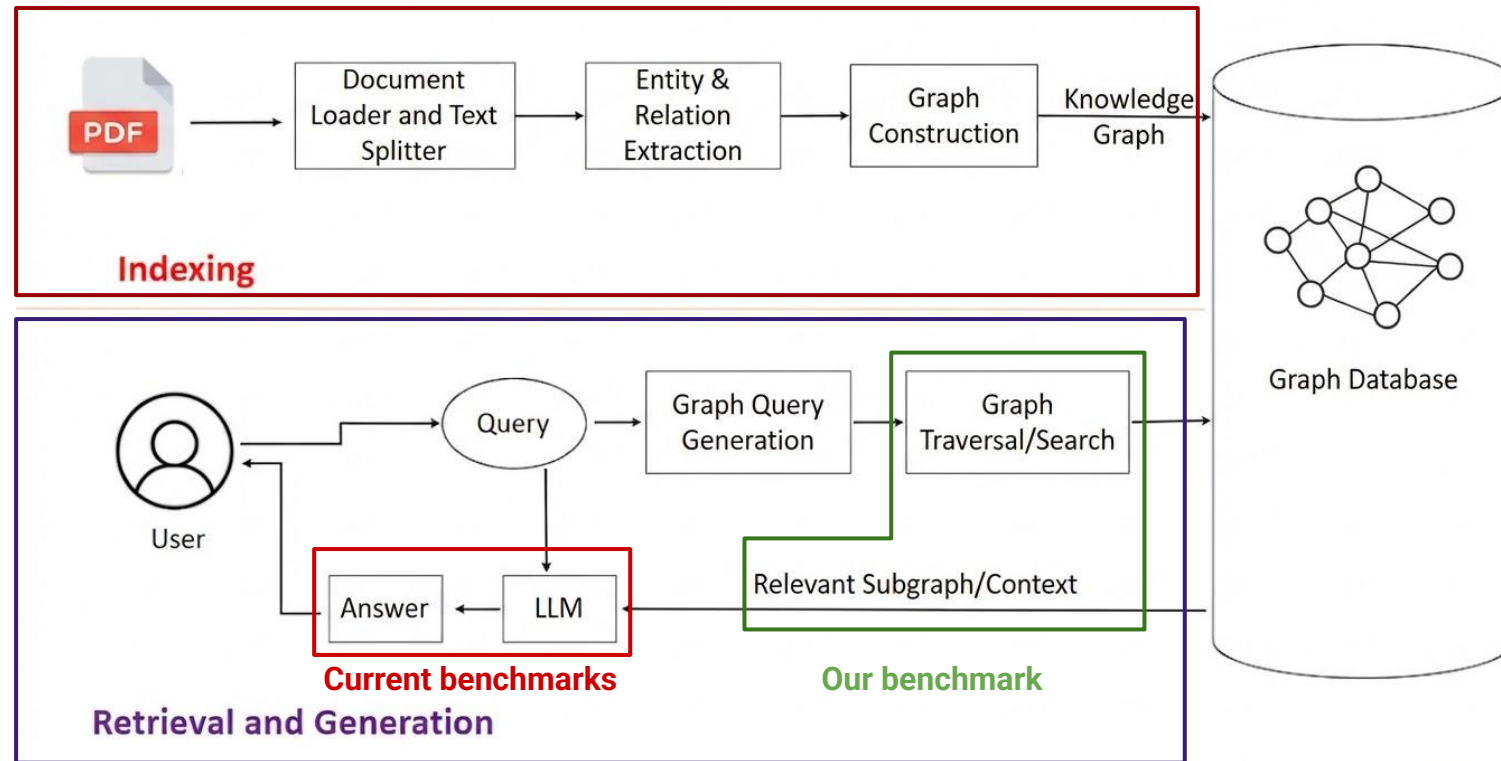 PDF
Document
Loader and Text
Splitter
Entity &
Relation
Extraction
Graph
Construction
Knowledge
Graph
Indexing
Graph Database
User
Query
Graph Query
Generation
Graph
Traversal/Search
Relevant Subgraph/Context
LLM
Answer
Current benchmarks
Our benchmark
Retrieval and Generation